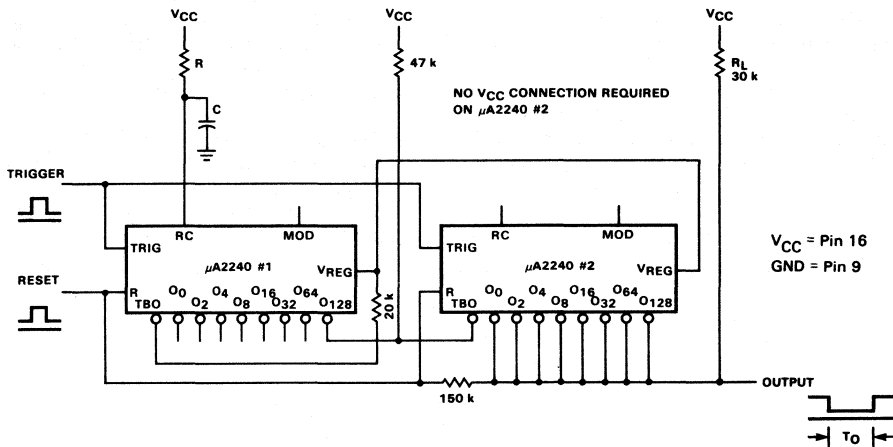 VCC
VCC
VCC
R
47 k
RL
30 k
C
NO VCC CONNECTION REQUIRED
ON μA2240 #2
TRIGGER
RC
MOD
RC
MOD
TRIG
TRIG
VCC = Pin 16
GND = Pin 9
μA2240 #1
VREG
μA2240 #2
VREG
RESET
R
TBO
O0
O2
O4
O8
O16
O32
O64
O128
20 k
R
TBO
O0
O2
O4
O8
O16
O32
O64
O128
150 k
OUTPUT
TO